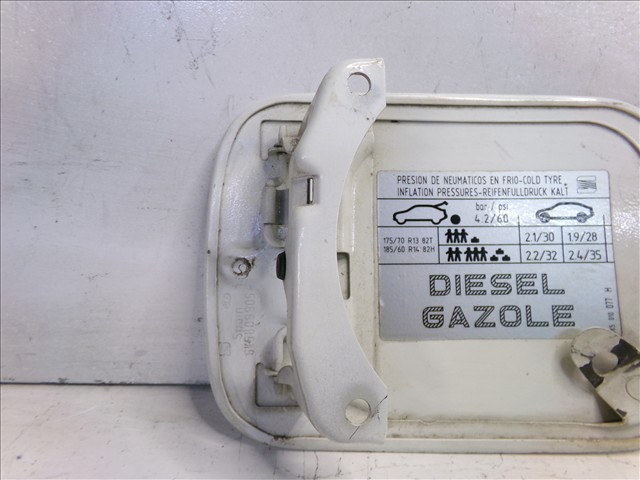 PRESION DE NEUMATICOS EN FRIO-COLD TYRE
INFLATION PRESSURES-REIFENFULLDRUCK KALT
bar / psi
4.2/60
175/70 R13 82T
185/60 R14 82H
2.1/30 1.9/28
2.2/32 2.4/35
DIESEL
GAZOLE
010 077 H